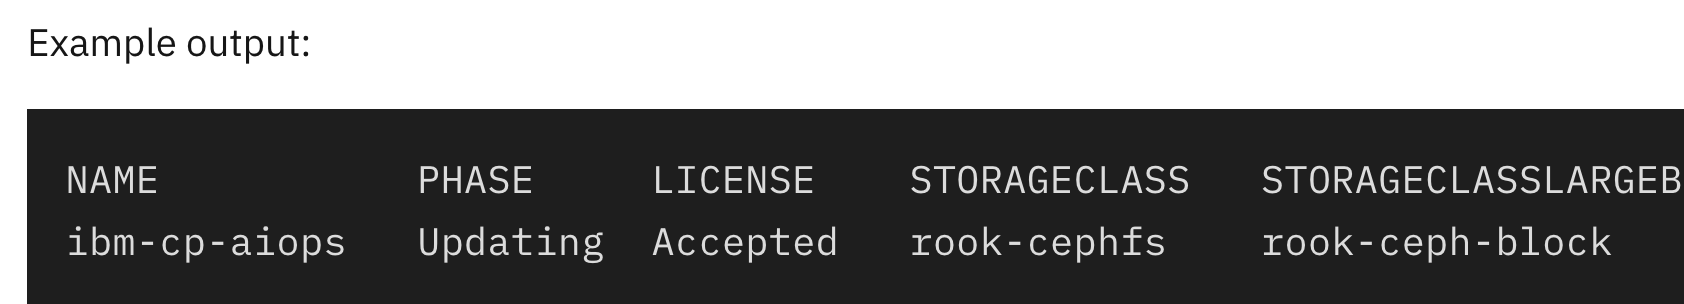 Example output:
NAME PHASE LICENSE STORAGECLASS STORAGECLASSLARGEB
ibm-cp-aiops Updating Accepted rook-cephfs rook-ceph-block